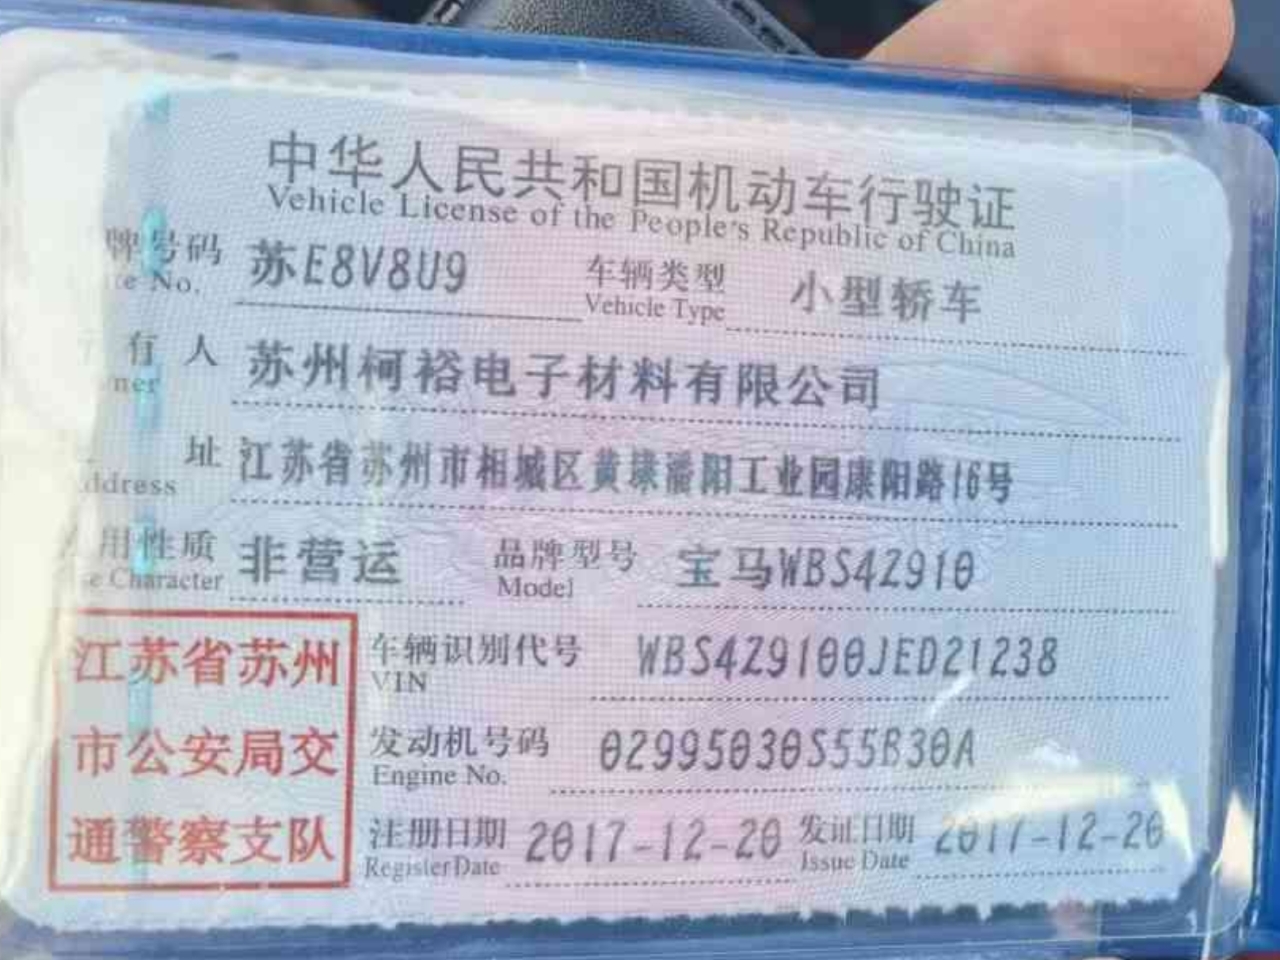 中华人民共和国机动车行驶证
Vehicle License of the People's Republic of China
牌号码 苏E8V8U9 车辆类型 小型轿车
No. Vehicle Type
有人 苏州柯裕电子材料有限公司
址 江苏省苏州市相城区黄埭潘阳工业园康阳路16号
ddress
用性质 非营运 品牌型号 宝马WBS4Z910
Character Model
江苏省苏州
市公安局交
通警察支队
车辆识别代号 WBS4Z9100JED21238
VIN
发动机号码 02995030S55B30A
Engine No.
注册日期 2017-12-20 发证日期 2017-12-20
Register Date Issue Date